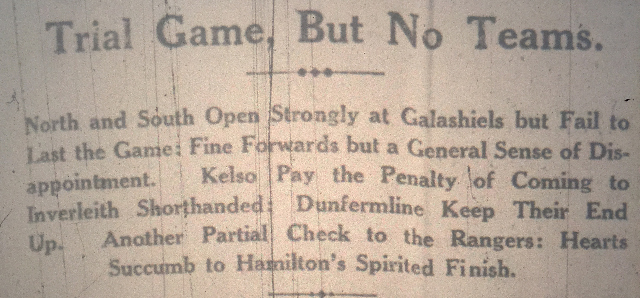 Trial Game, But No Teams.
North and South Open Strongly at Galashiels but Fail to
Last the Game: Fine Forwards but a General Sense of Dis-
appointment. Kelso Pay the Penalty of Coming to
Inverleith Shorthanded: Dunfermline Keep Their End
Up. Another Partial Check to the Rangers: Hearts
Succumb to Hamilton's Spirited Finish.